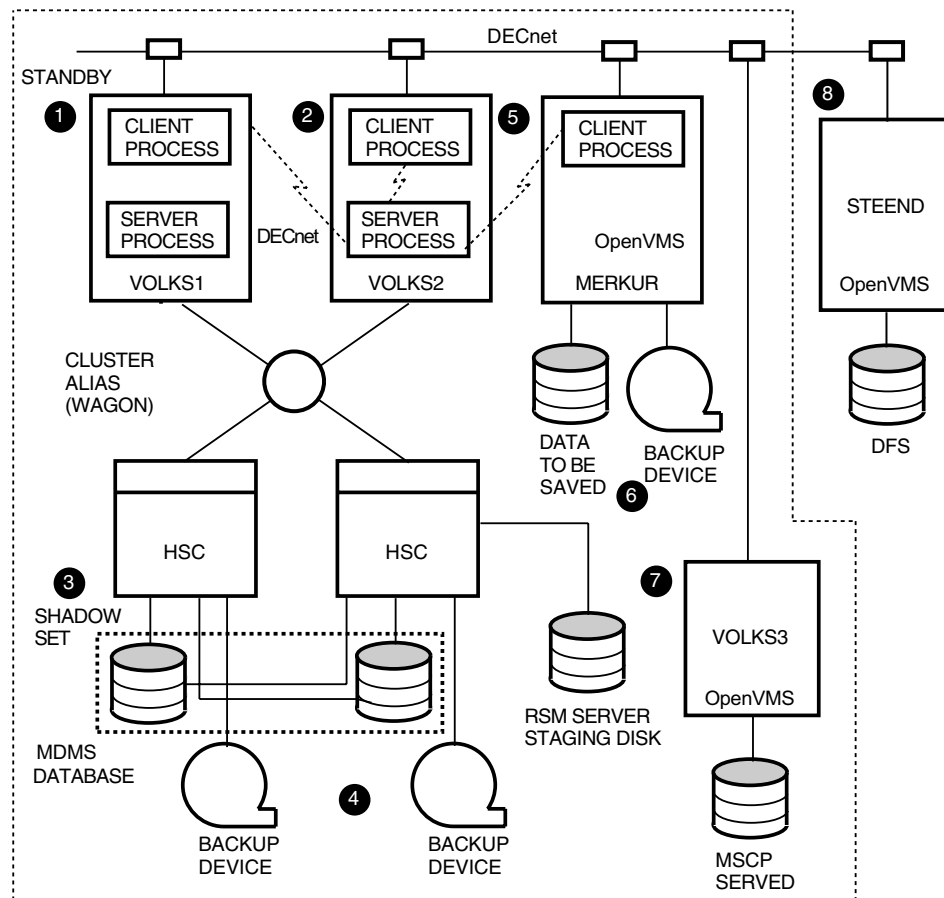 DECnet
STANDBY
1
CLIENT
PROCESS
SERVER
PROCESS
VOLKS1
DECnet
2
CLIENT
PROCESS
SERVER
PROCESS
VOLKS2
5
CLIENT
PROCESS
OpenVMS
MERKUR
8
STEEND
OpenVMS
DFS
CLUSTER
ALIAS
(WAGON)
DATA
TO BE
SAVED
BACKUP
DEVICE
6
HSC
HSC
3
SHADOW
SET
MDMS
DATABASE
RSM SERVER
STAGING DISK
7
VOLKS3
OpenVMS
MSCP
SERVED
4
BACKUP
DEVICE
BACKUP
DEVICE